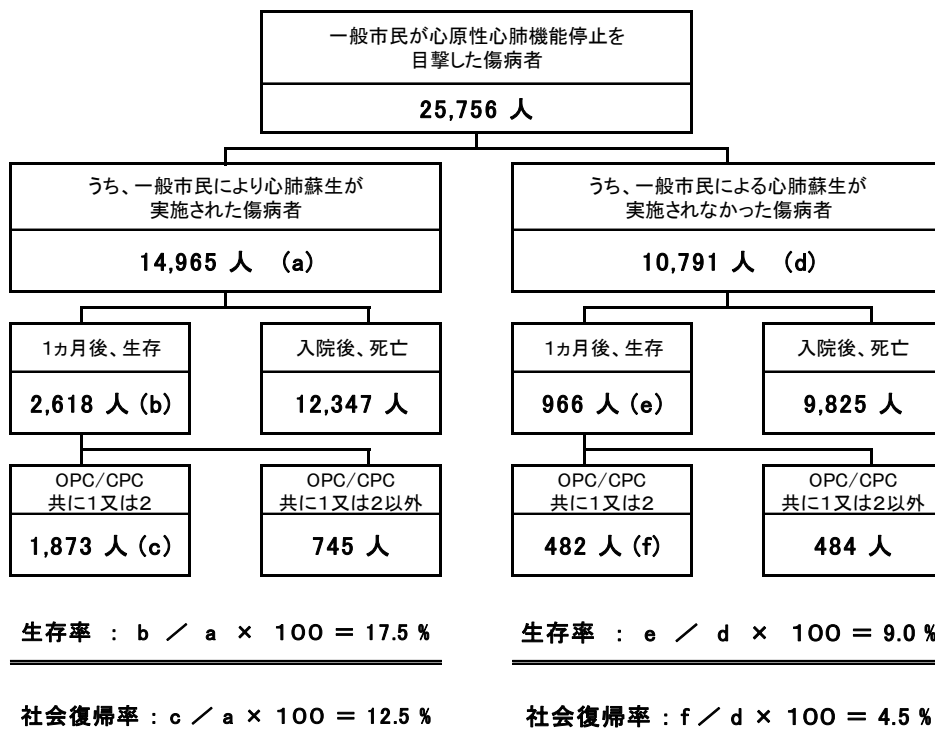 一般市民が心原性心肺機能停止を
目撃した傷病者
25,756 人
うち、一般市民により心肺蘇生が
実施された傷病者
14,965 人 (a)
うち、一般市民による心肺蘇生が
実施されなかった傷病者
10,791 人 (d)
1ヵ月後、生存
2,618 人 (b)
入院後、死亡
12,347 人
1ヵ月後、生存
966 人 (e)
入院後、死亡
9,825 人
OPC/CPC
共に1又は2
1,873 人 (c)
OPC/CPC
共に1又は2以外
745 人
OPC/CPC
共に1又は2
482 人 (f)
OPC/CPC
共に1又は2以外
484 人
生存率 : b / a × 100 = 17.5 %
生存率 : e / d × 100 = 9.0 %
社会復帰率 : c / a × 100 = 12.5 %
社会復帰率 : f / d × 100 = 4.5 %